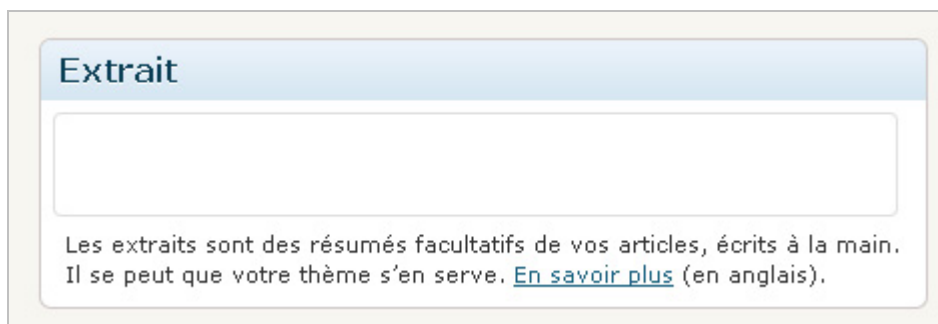 Extrait
Les extraits sont des résumés facultatifs de vos articles, écrits à la main.
Il se peut que votre thème s’en serve. En savoir plus (en anglais).